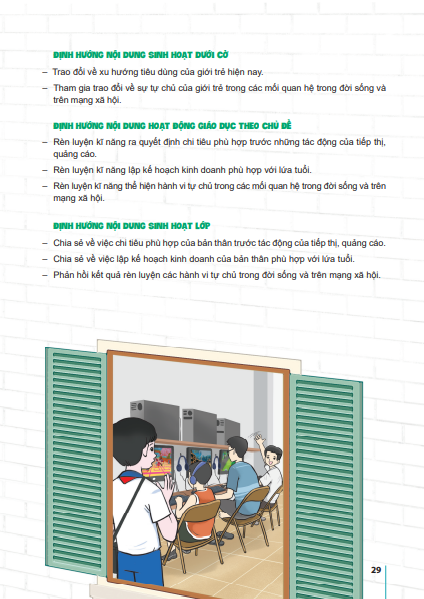 ĐỊNH HƯỚNG NỘI DUNG SINH HOẠT DƯỚI CỜ
– Trao đổi về xu hướng tiêu dùng của giới trẻ hiện nay.
– Tham gia trao đổi về sự tự chủ của giới trẻ trong các mối quan hệ trong đời sống và
trên mạng xã hội.
ĐỊNH HƯỚNG NỘI DUNG HOẠT ĐỘNG GIÁO DỤC THEO CHỦ ĐỀ
– Rèn luyện kĩ năng ra quyết định chi tiêu phù hợp trước những tác động của tiếp thị,
quảng cáo.
– Rèn luyện kĩ năng lập kế hoạch kinh doanh phù hợp với lứa tuổi.
– Rèn luyện kĩ năng thể hiện hành vi tự chủ trong các mối quan hệ trong đời sống và trên
mạng xã hội.
ĐỊNH HƯỚNG NỘI DUNG SINH HOẠT LỚP
– Chia sẻ về việc chi tiêu phù hợp của bản thân trước tác động của tiếp thị, quảng cáo.
– Chia sẻ về việc lập kế hoạch kinh doanh của bản thân phù hợp với lứa tuổi.
– Phản hồi kết quả rèn luyện các hành vi tự chủ trong đời sống và trên mạng xã hội.
29